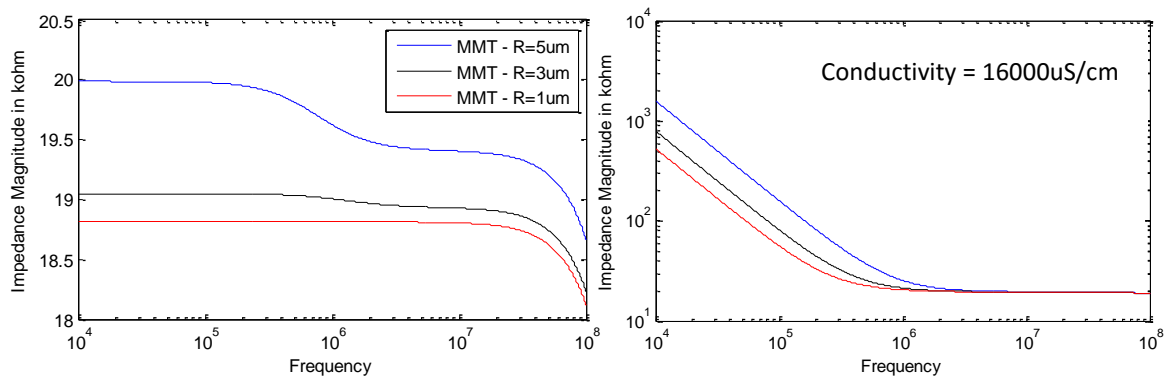 20.5
20
19.5
19
18.5
18
Impedance Magnitude in kohm
10^4
10^5
10^6
10^7
10^8
Frequency
MMT - R=5um
MMT - R=3um
MMT - R=1um
10^4
10^3
10^2
10^1
Impedance Magnitude in kohm
10^4
10^5
10^6
10^7
10^8
Frequency
Conductivity = 16000uS/cm